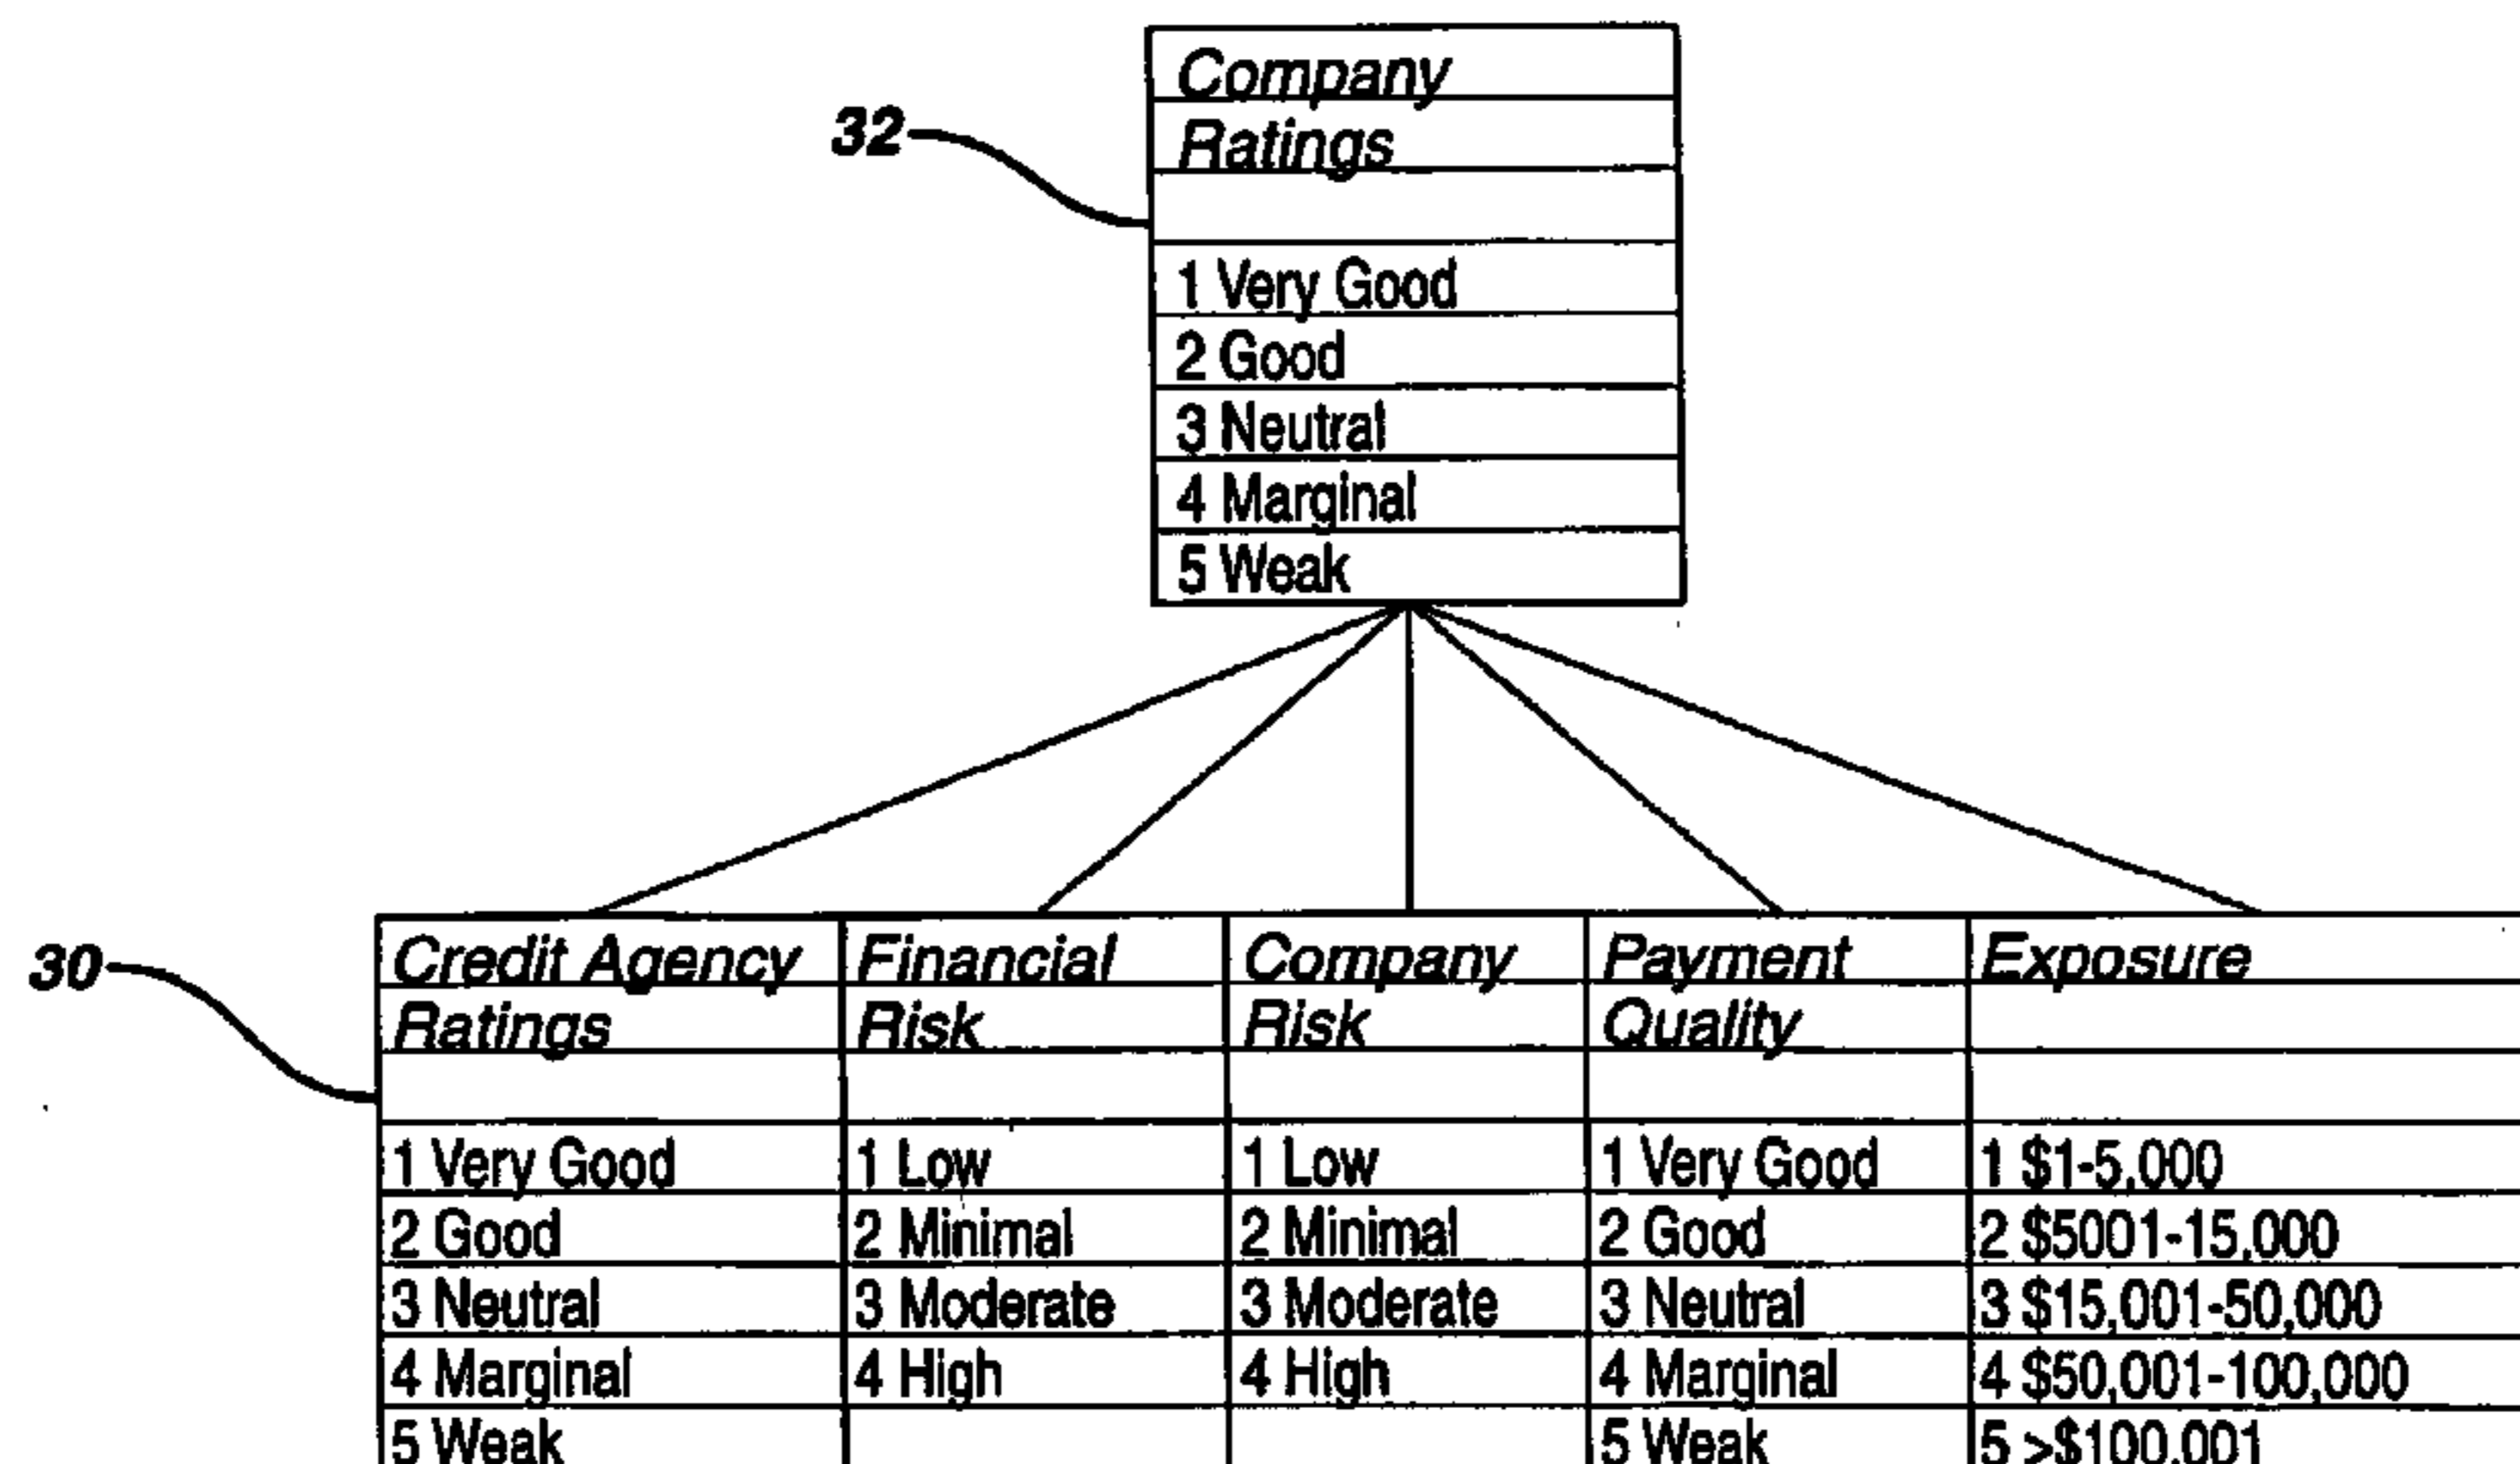 Company
Ratings
32
1 Very Good
2 Good
3 Neutral
4 Marginal
5 Weak
30
Credit Agency Financial Company Payment Exposure
Ratings Risk Risk Quality
1 Very Good 1 Low 1 Low 1 Very Good 1 $1-5,000
2 Good 2 Minimal 2 Minimal 2 Good 2 $5001-15,000
3 Neutral 3 Moderate 3 Moderate 3 Neutral 3 $15,001-50,000
4 Marginal 4 High 4 High 4 Marginal 4 $50,001-100,000
5 Weak 5 Weak 5 >$100,001